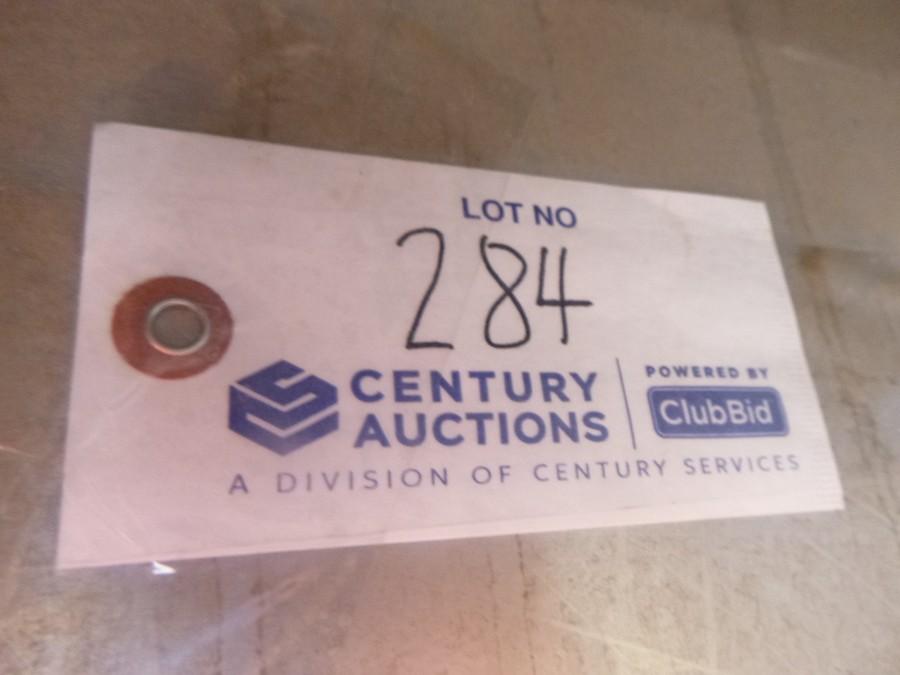 LOT NO
284
CENTURY
AUCTIONS
POWERED BY
ClubBid
A DIVISION OF CENTURY SERVICES